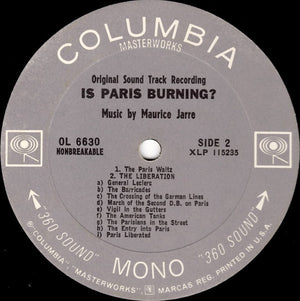 COLUMBIA
MASTERWORKS
Original Sound Track Recording
IS PARIS BURNING?
Music by Maurice Jarre
OL 6630
NONBREAKABLE
SIDE 2
XLP 115235
1. The Paris Waltz
2. THE LIBERATION
a) General Leclerc
b) The Barricades
c) The Crossing of the German Lines
d) March of the Second D.B. on Paris
e) Vigil in the Gutters
f) The American Tanks
g) The Parisians in the Street
h) The Entry into Paris
i) Paris Liberated
"360 SOUND"
MONO
"360 SOUND"
"COLUMBIA", "MASTERWORKS", MARCAS REG. PRINTED IN U.S.A.